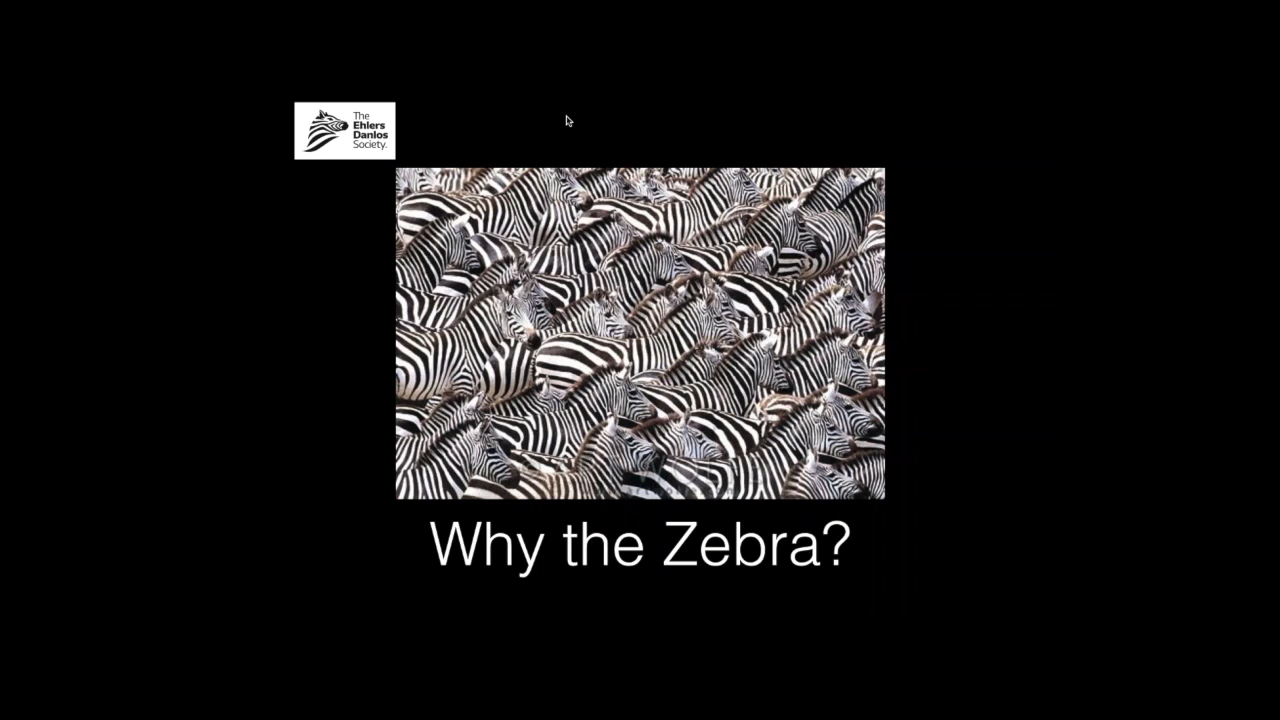 The
Ehlers
Danlos
Society.
Why the Zebra?